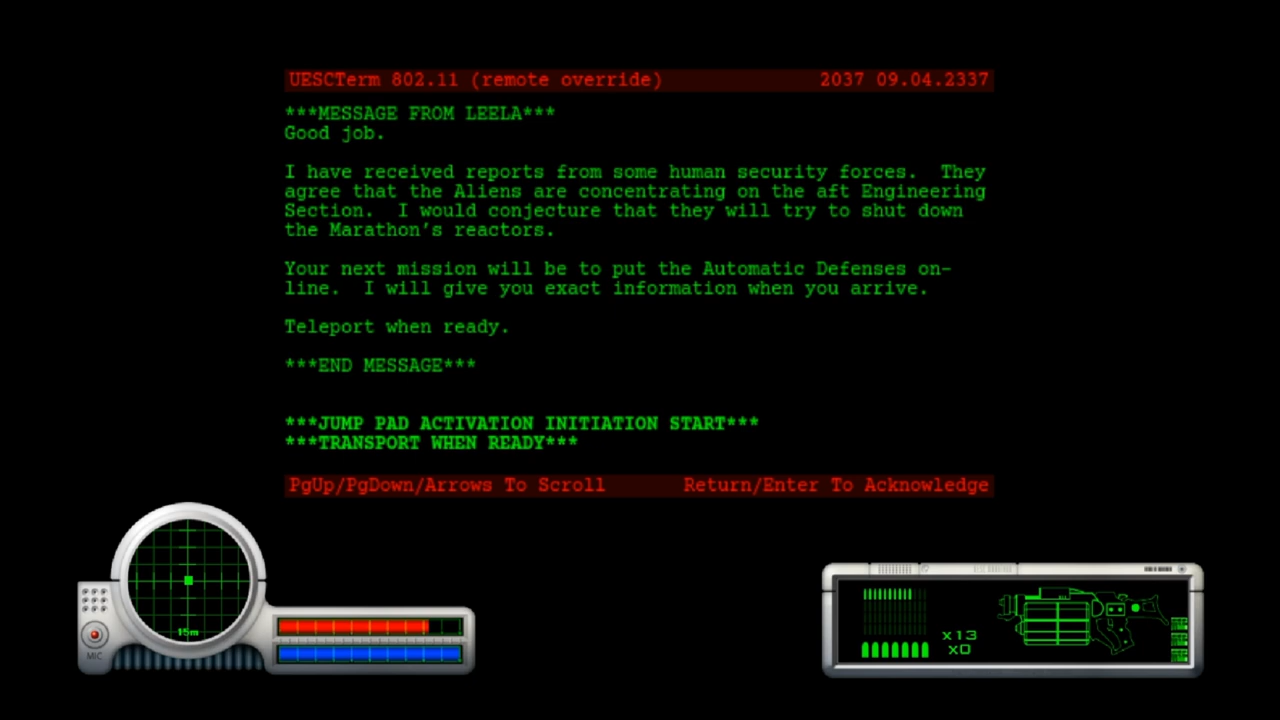 UESCTerm 802.11 (remote override) 2037 09.04.2337
***MESSAGE FROM LEELA***
Good job.
I have received reports from some human security forces.  They
agree that the Aliens are concentrating on the aft Engineering
Section.  I would conjecture that they will try to shut down
the Marathon's reactors.
Your next mission will be to put the Automatic Defenses on-
line.  I will give you exact information when you arrive.
Teleport when ready.
***END MESSAGE***
***JUMP PAD ACTIVATION INITIATION START***
***TRANSPORT WHEN READY***
PgUp/PgDown/Arrows To Scroll Return/Enter To Acknowledge
15m
MIC
x13
x0